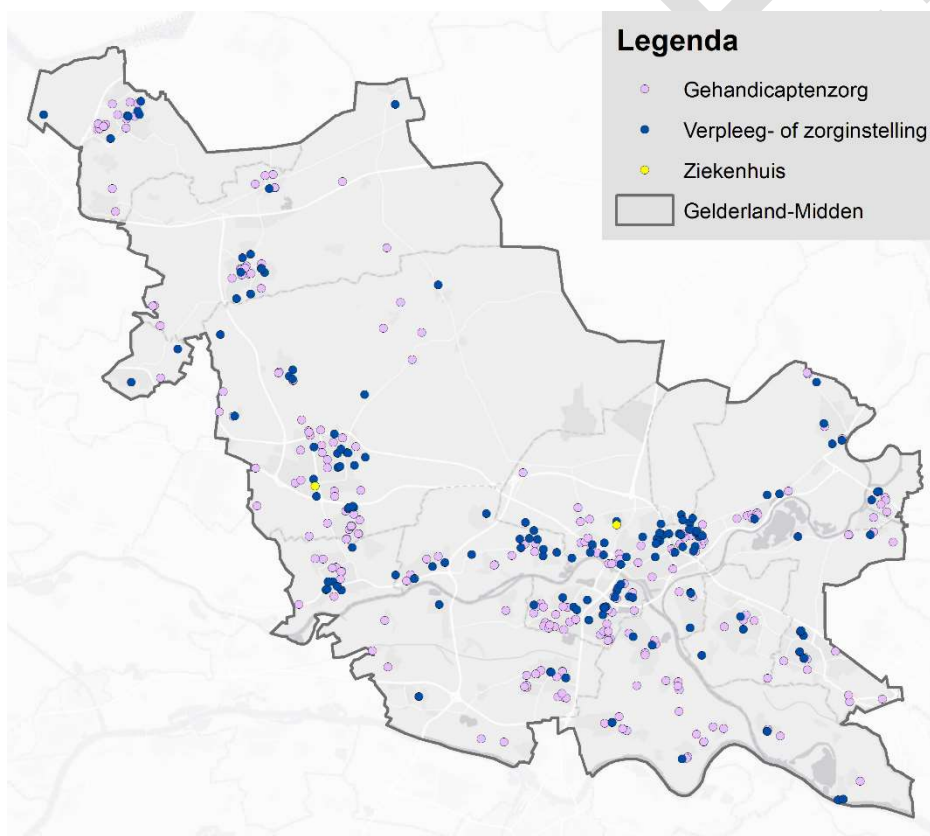 Legenda
Gehandicaptenzorg
Verpleeg- of zorginstelling
Ziekenhuis
Gelderland-Midden